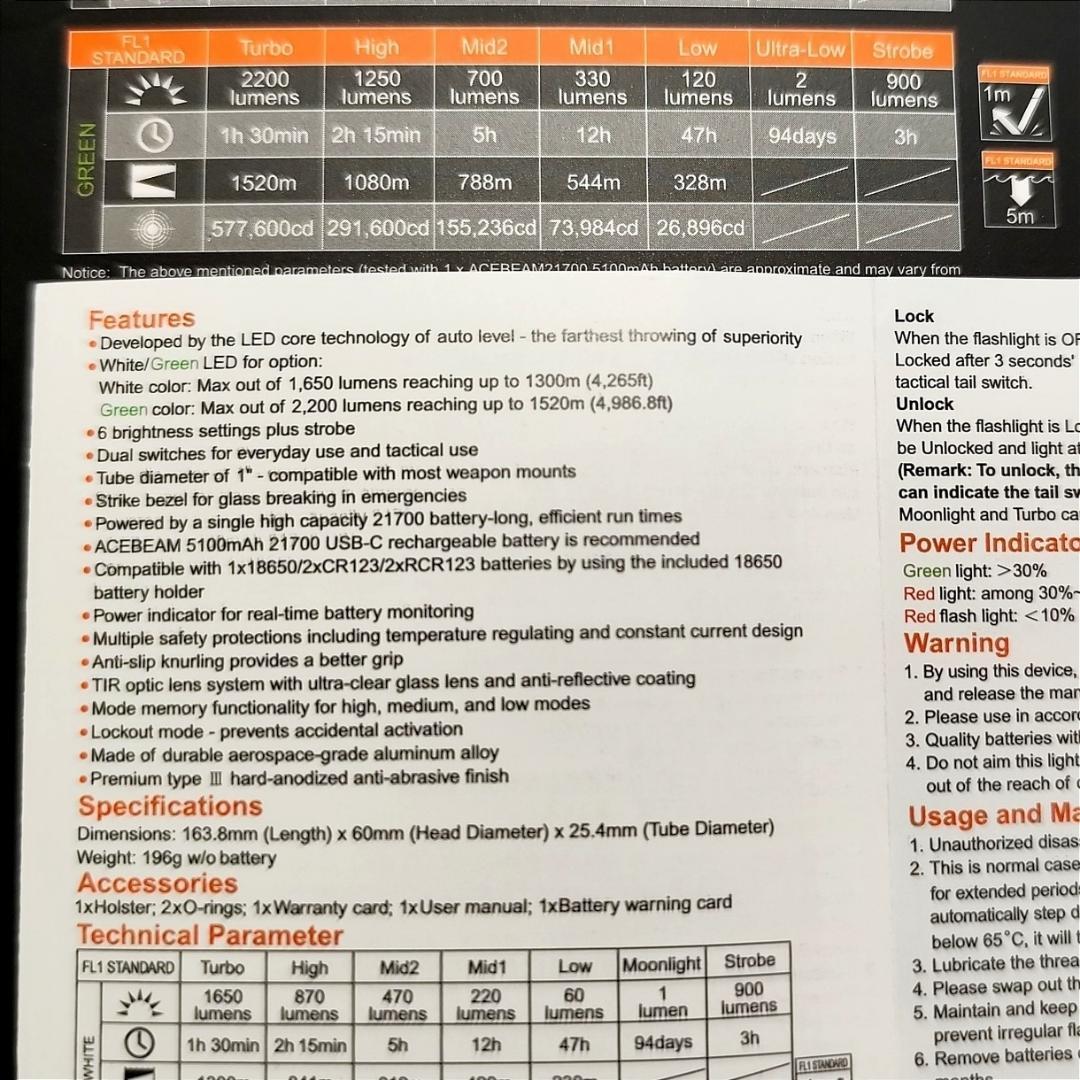 FL1 STANDARD Turbo High Mid2 Mid1 Low Ultra-Low Strobe
GREEN
2200 lumens 1250 lumens 700 lumens 330 lumens 120 lumens 2 lumens 900 lumens
1h 30min 2h 15min 5h 12h 47h 94days 3h
1520m 1080m 788m 544m 328m
577,600cd 291,600cd 155,236cd 73,984cd 26,896cd
FL1 STANDARD
1m
FL1 STANDARD
5m
Notice: The above mentioned parameters (tested with 1 x ACEBEAM21700 5100mAh battery) are approximate and may vary from
Features
• Developed by the LED core technology of auto level - the farthest throwing of superiority
• White/Green LED for option:
White color: Max out of 1,650 lumens reaching up to 1300m (4,265ft)
Green color: Max out of 2,200 lumens reaching up to 1520m (4,986.8ft)
• 6 brightness settings plus strobe
• Dual switches for everyday use and tactical use
• Tube diameter of 1" - compatible with most weapon mounts
• Strike bezel for glass breaking in emergencies
• Powered by a single high capacity 21700 battery-long, efficient run times
• ACEBEAM 5100mAh 21700 USB-C rechargeable battery is recommended
• Compatible with 1x18650/2xCR123/2xRCR123 batteries by using the included 18650
battery holder
• Power indicator for real-time battery monitoring
• Multiple safety protections including temperature regulating and constant current design
• Anti-slip knurling provides a better grip
• TIR optic lens system with ultra-clear glass lens and anti-reflective coating
• Mode memory functionality for high, medium, and low modes
• Lockout mode - prevents accidental activation
• Made of durable aerospace-grade aluminum alloy
• Premium type III hard-anodized anti-abrasive finish
Specifications
Dimensions: 163.8mm (Length) x 60mm (Head Diameter) x 25.4mm (Tube Diameter)
Weight: 196g w/o battery
Accessories
1xHolster; 2xO-rings; 1xWarranty card; 1xUser manual; 1xBattery warning card
Technical Parameter
FL1 STANDARD Turbo High Mid2 Mid1 Low Moonlight Strobe
WHITE
1650 lumens 870 lumens 470 lumens 220 lumens 60 lumens 1 lumen 900 lumens
1h 30min 2h 15min 5h 12h 47h 94days 3h
FL1 STANDARD
Lock
When the flashlight is
Locked after 3 seconds'
tactical tail switch.
Unlock
When the flashlight is
be Unlocked and light
(Remark: To unlock,
can indicate the tail
Moonlight and Turbo
Power
Green light: >30%
Red light: among 30%~
Red flash light: <10%
Warning
1. By using this device,
and release the
2. Please use in
3. Quality batteries
4. Do not aim this light
out of the reach of
Usage and
1. Unauthorized
2. This is normal case
for extended
automatically step
below 65°C, it will
3. Lubricate the
4. Please swap out
5. Maintain and keep
prevent irregular
6. Remove batteries